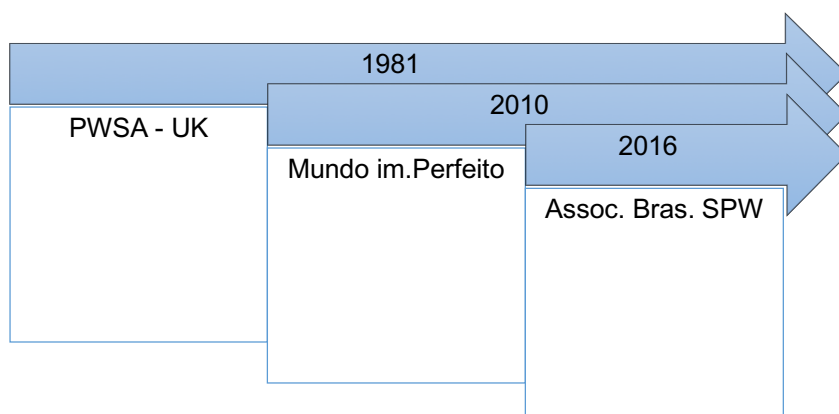 1981
PWSA - UK
2010
Mundo im.Perfeito
2016
Assoc. Bras. SPW